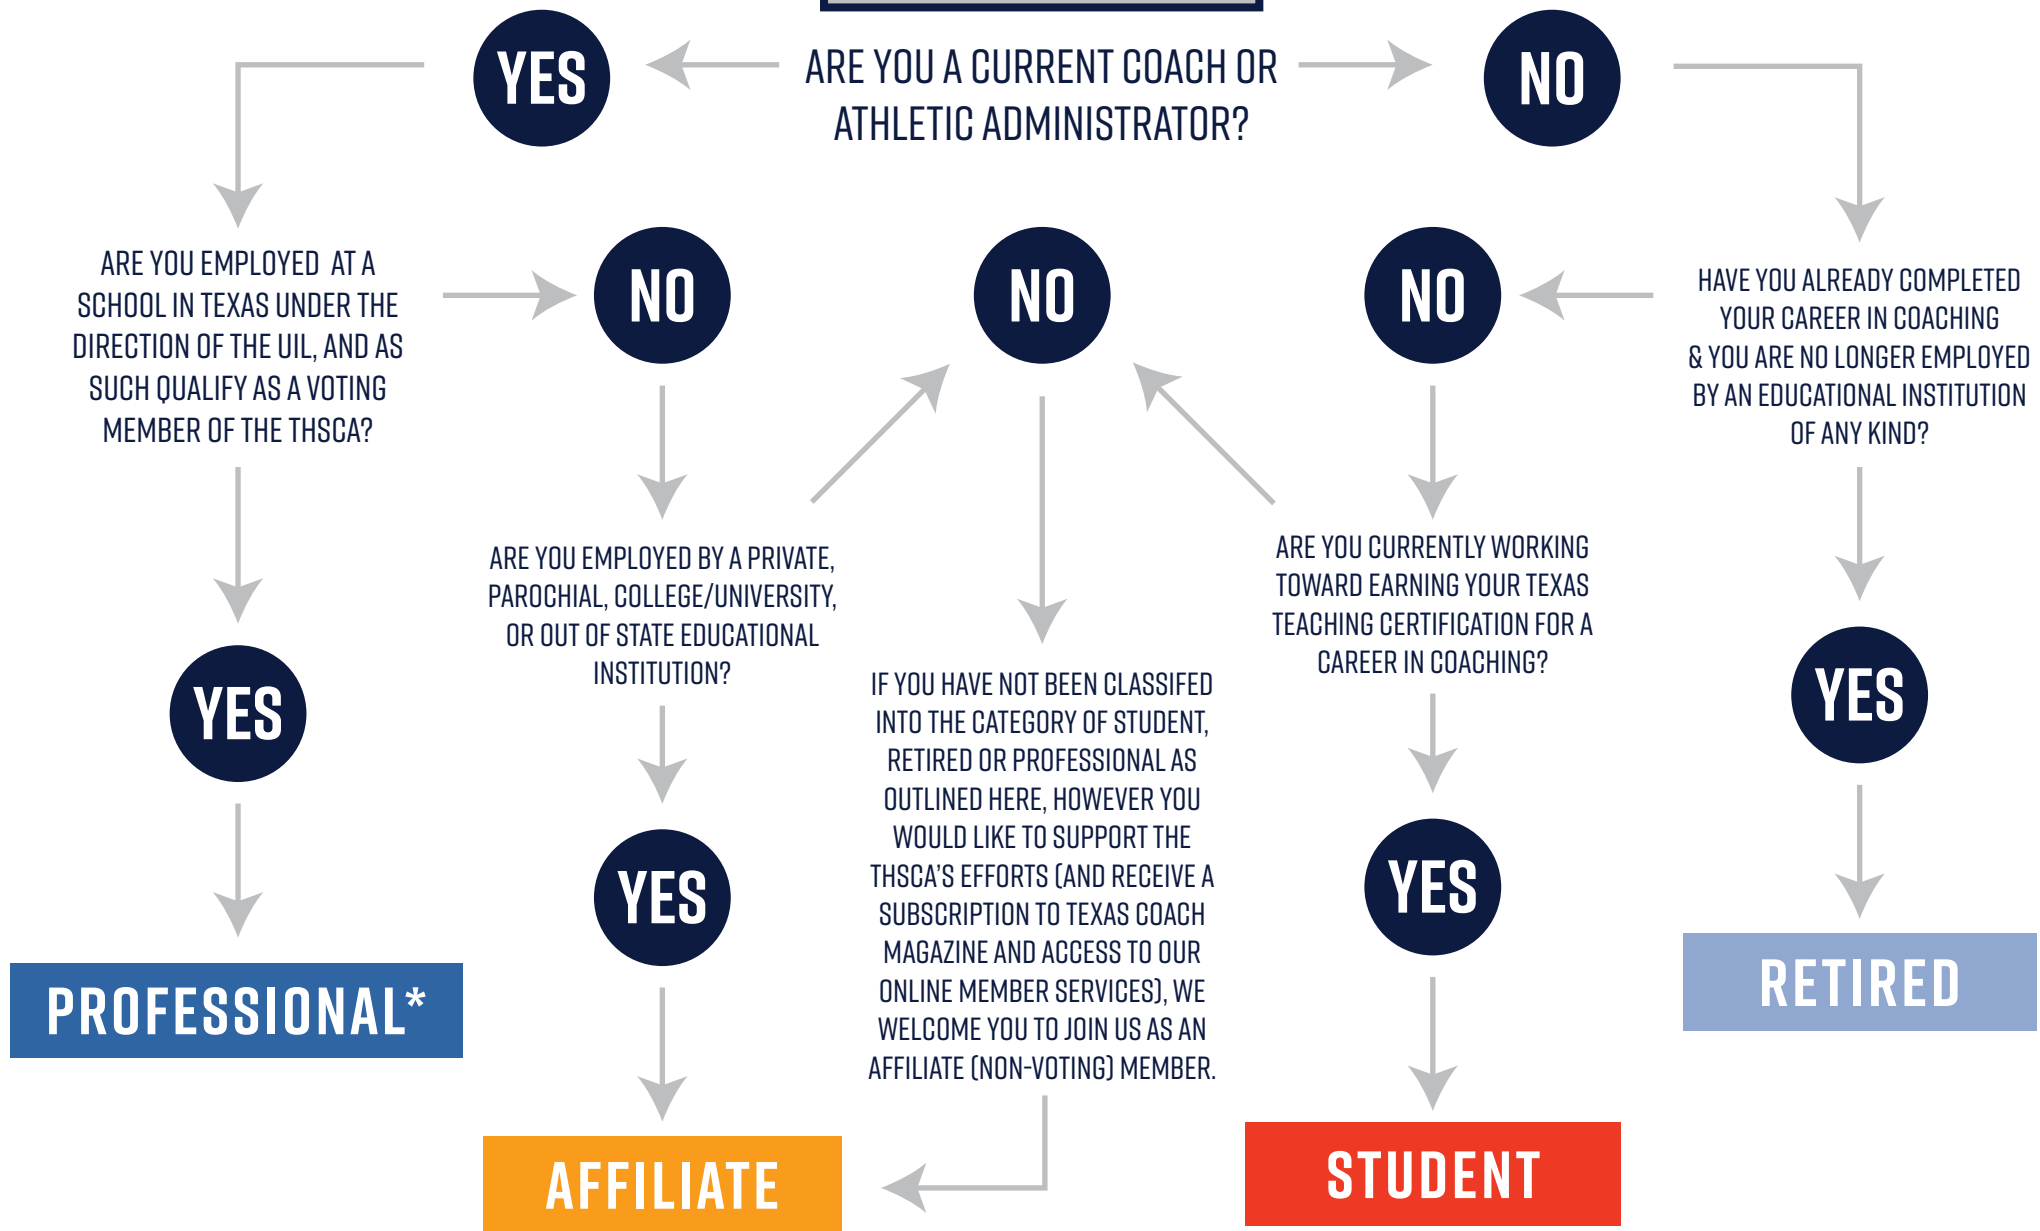 YES
ARE YOU A CURRENT COACH OR
ATHLETIC ADMINISTRATOR?
NO
ARE YOU EMPLOYED AT A
SCHOOL IN TEXAS UNDER THE
DIRECTION OF THE UIL, AND AS
SUCH QUALIFY AS A VOTING
MEMBER OF THE THSCA?
NO
NO
NO
HAVE YOU ALREADY COMPLETED
YOUR CAREER IN COACHING
& YOU ARE NO LONGER EMPLOYED
BY AN EDUCATIONAL INSTITUTION
OF ANY KIND?
ARE YOU EMPLOYED BY A PRIVATE,
PAROCHIAL, COLLEGE/UNIVERSITY,
OR OUT OF STATE EDUCATIONAL
INSTITUTION?
ARE YOU CURRENTLY WORKING
TOWARD EARNING YOUR TEXAS
TEACHING CERTIFICATION FOR A
CAREER IN COACHING?
YES
IF YOU HAVE NOT BEEN CLASSIFED
INTO THE CATEGORY OF STUDENT,
RETIRED OR PROFESSIONAL AS
OUTLINED HERE, HOWEVER YOU
WOULD LIKE TO SUPPORT THE
THSCA'S EFFORTS (AND RECEIVE A
SUBSCRIPTION TO TEXAS COACH
MAGAZINE AND ACCESS TO OUR
ONLINE MEMBER SERVICES), WE
WELCOME YOU TO JOIN US AS AN
AFFILIATE (NON-VOTING) MEMBER.
YES
YES
YES
PROFESSIONAL*
RETIRED
AFFILIATE
STUDENT